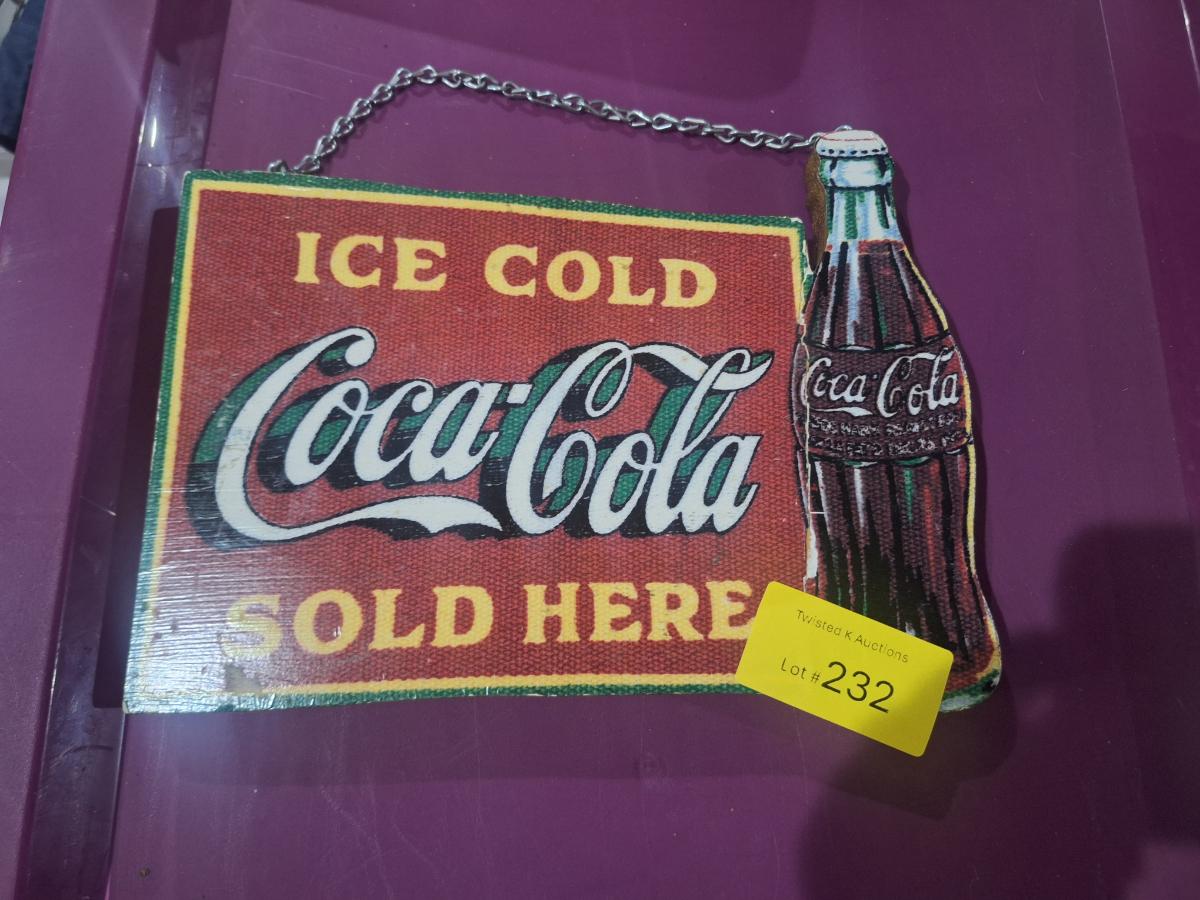 ICE COLD
Coca-Cola
SOLD HERE
Coca-Cola
Twisted K Auctions
Lot # 232